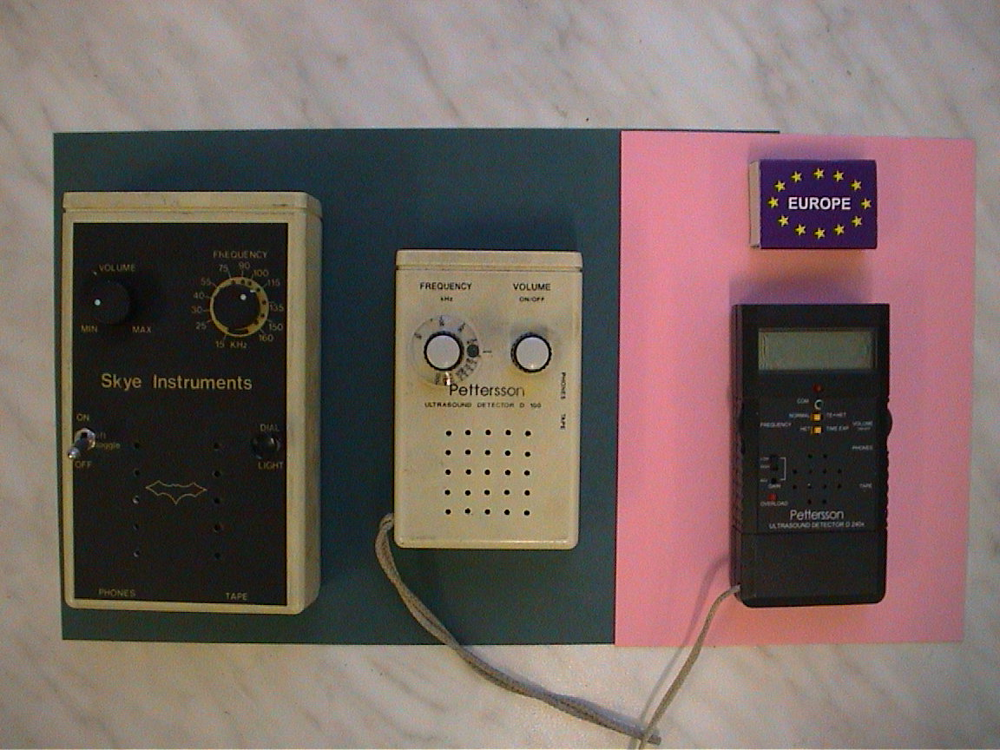 VOLUME
MIN MAX
FREQUENCY
75 90 100
55 115
40
30 135
25 150
160
15 KHz
Skye Instruments
ON
Toggle
OFF
DIAL
LIGHT
PHONES TAPE
FREQUENCY
kHz
VOLUME
ON/OFF
Pettersson
ULTRASOUND DETECTOR D 100
PHONES TAPE
EUROPE
COM
NORMAL TE+HET
FREQUENCY
HET TIME EXP
VOLUME
ON/OFF
PHONES
GAIN
TAPE
OVERLOAD
Pettersson
ULTRASOUND DETECTOR D 240x